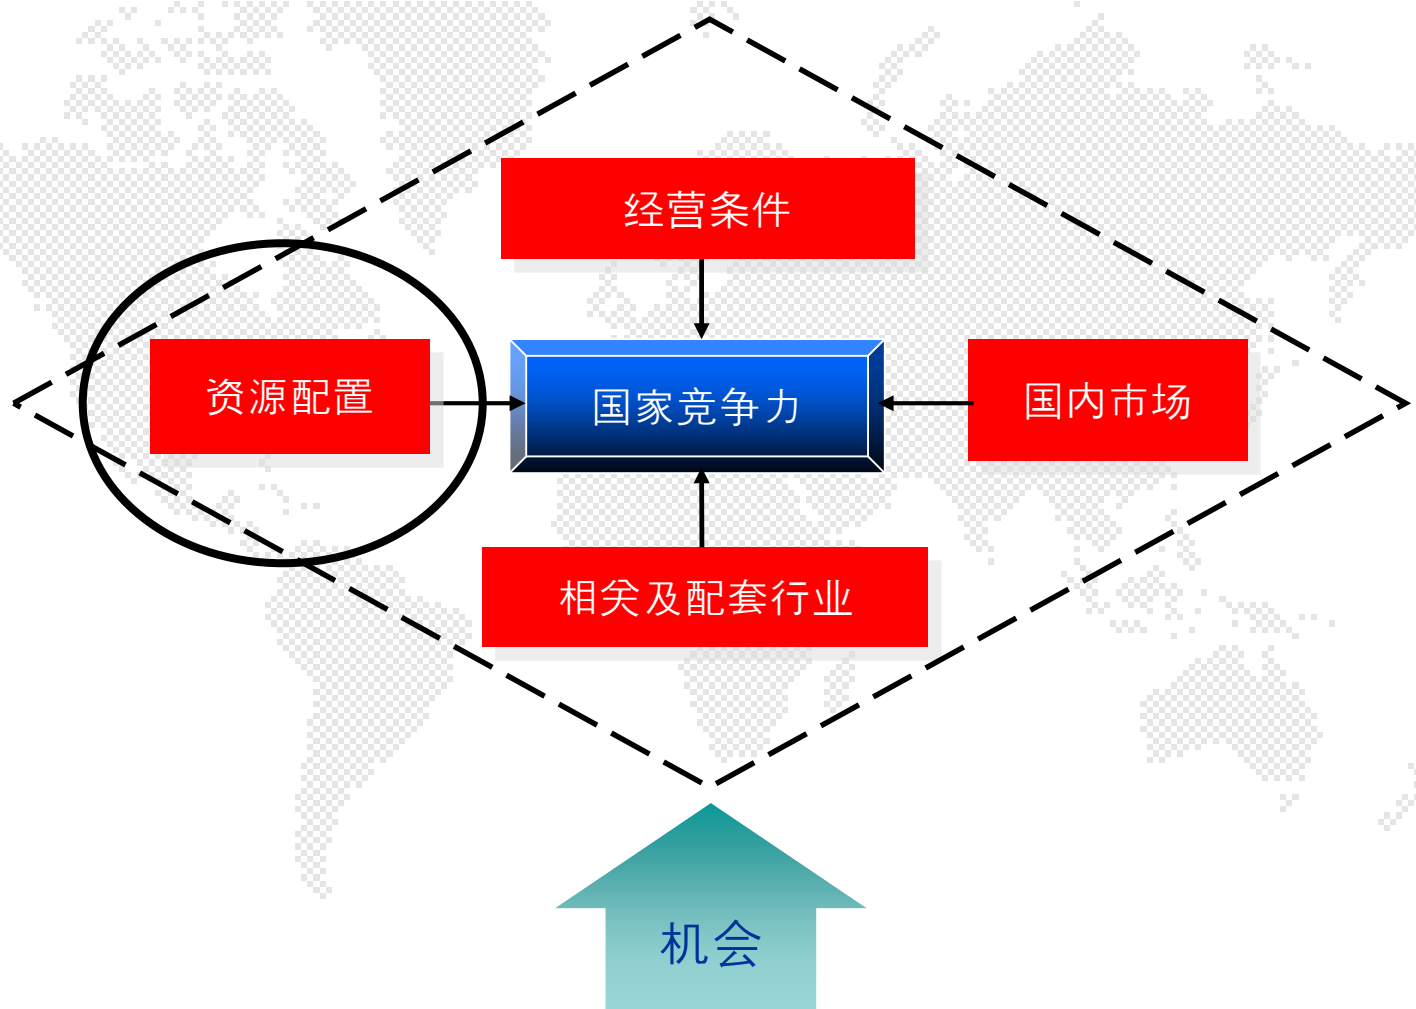 经营条件
资源配置
国家竞争力
国内市场
相关及配套行业
机会